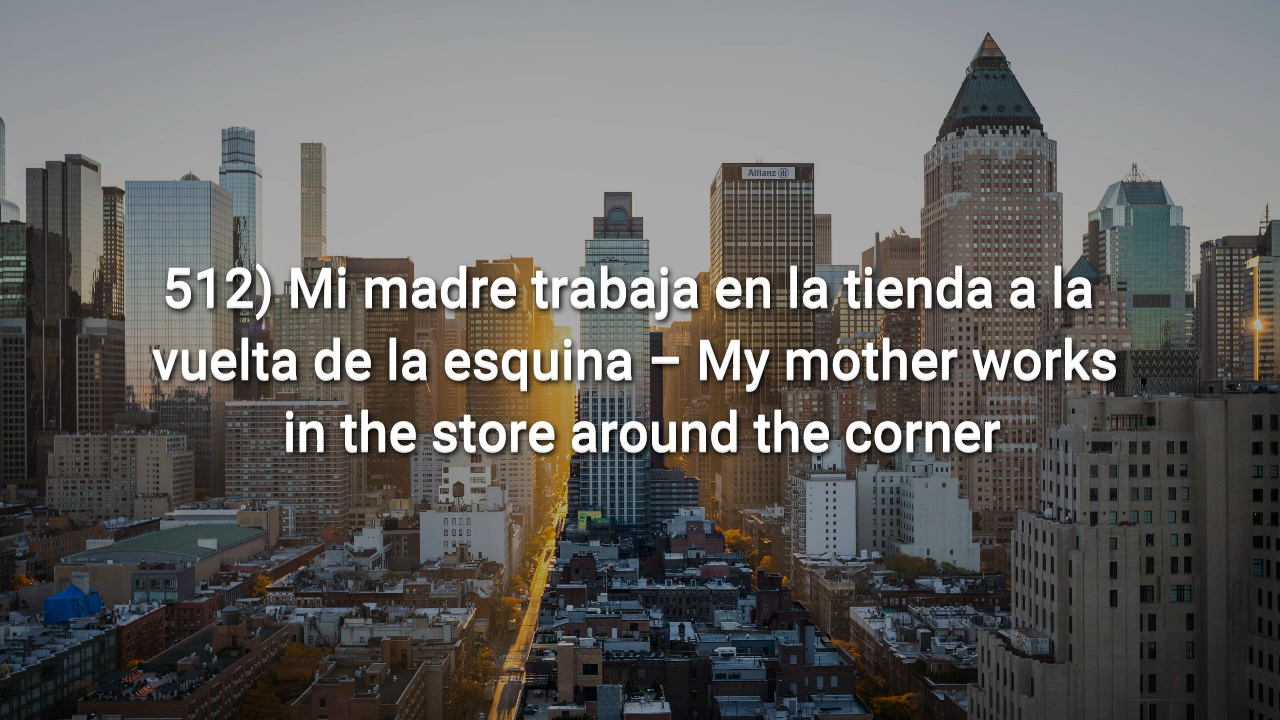 Allianz
512) Mi madre trabaja en la tienda a la
vuelta de la esquina – My mother works
in the store around the corner